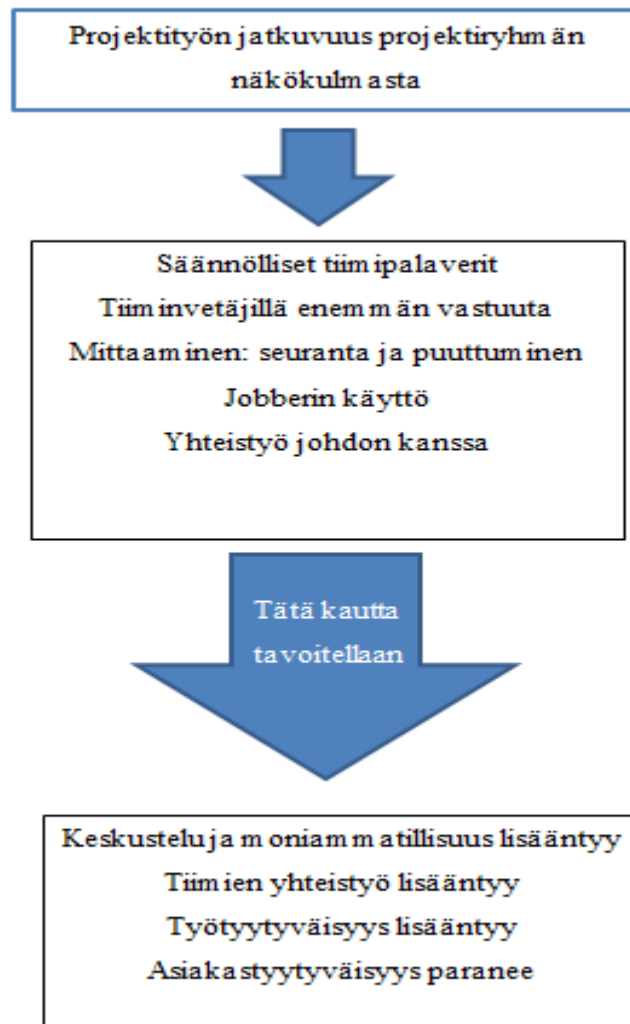 Projektityön jatkuvuus projektiryhmän
näkökulmasta
Säännölliset tiimipalaverit
Tiiminvetäjillä enemmän vastuuta
Mittaaminen: seuranta ja puuttuminen
Jobberin käyttö
Yhteistyö johdon kanssa
Tätä kautta
tavoitellaan
Keskustelu ja moniammatillisuus lisääntyy
Tiimien yhteistyö lisääntyy
Työtyytyväisyys lisääntyy
Asiakastyytyväisyys paranee